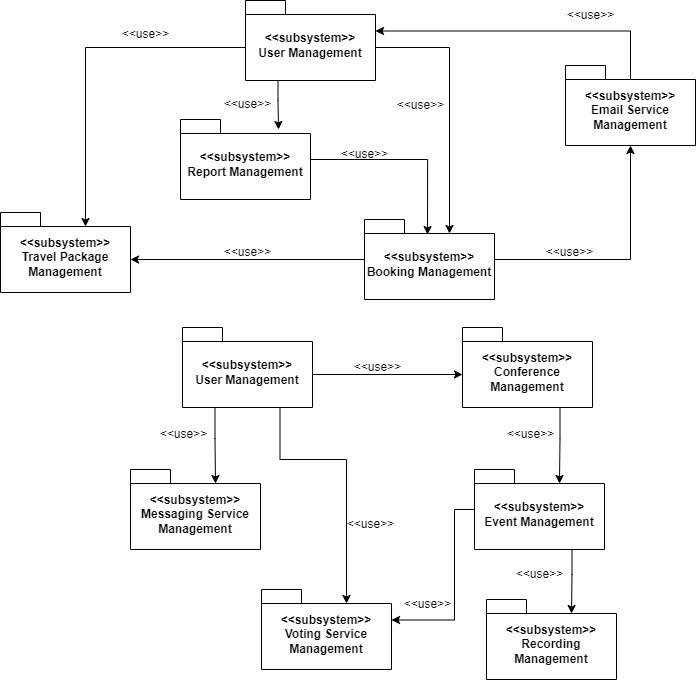 <<use>>
<<subsystem>>
User Management
<<use>>
<<use>>
<<use>>
<<subsystem>>
Email Service
Management
<<subsystem>>
Report Management
<<use>>
<<subsystem>>
Travel Package
Management
<<use>>
<<subsystem>>
Booking Management
<<use>>
<<subsystem>>
User Management
<<use>>
<<subsystem>>
Conference
Management
<<use>>
<<use>>
<<subsystem>>
Messaging Service
Management
<<subsystem>>
Event Management
<<use>>
<<use>>
<<use>>
<<subsystem>>
Voting Service
Management
<<subsystem>>
Recording
Management